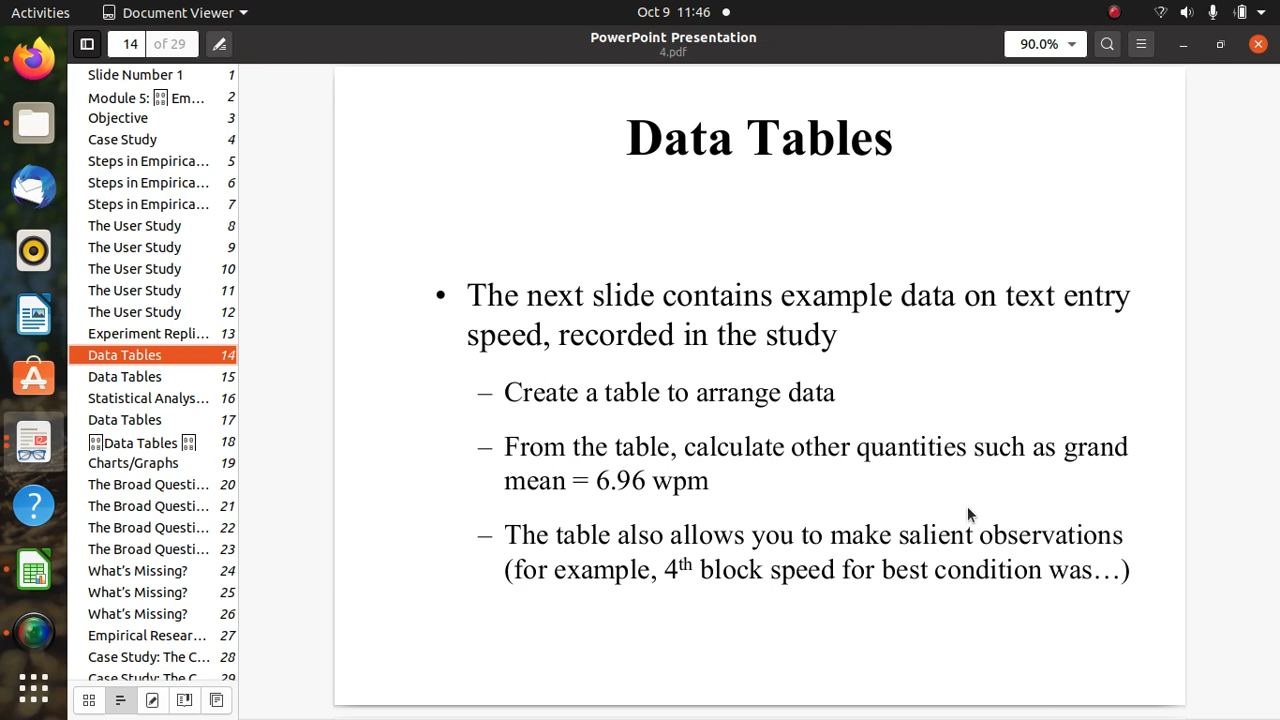 Activities
Document Viewer
Oct 9 11:46
14 of 29
PowerPoint Presentation
4.pdf
90.0%
Slide Number 1 1
Module 5: Em... 2
Objective 3
Case Study 4
Steps in Empirica... 5
Steps in Empirica... 6
Steps in Empirica... 7
The User Study 8
The User Study 9
The User Study 10
The User Study 11
The User Study 12
Experiment Repli... 13
Data Tables 14
Data Tables 15
Statistical Analys... 16
Data Tables 17
Data Tables 18
Charts/Graphs 19
The Broad Questi... 20
The Broad Questi... 21
The Broad Questi... 22
The Broad Questi... 23
What's Missing? 24
What's Missing? 25
What's Missing? 26
Empirical Resear... 27
Case Study: The C... 28
Case Study: The C... 29
Data Tables
• The next slide contains example data on text entry
speed, recorded in the study
– Create a table to arrange data
– From the table, calculate other quantities such as grand
mean = 6.96 wpm
– The table also allows you to make salient observations
(for example, 4th block speed for best condition was…)